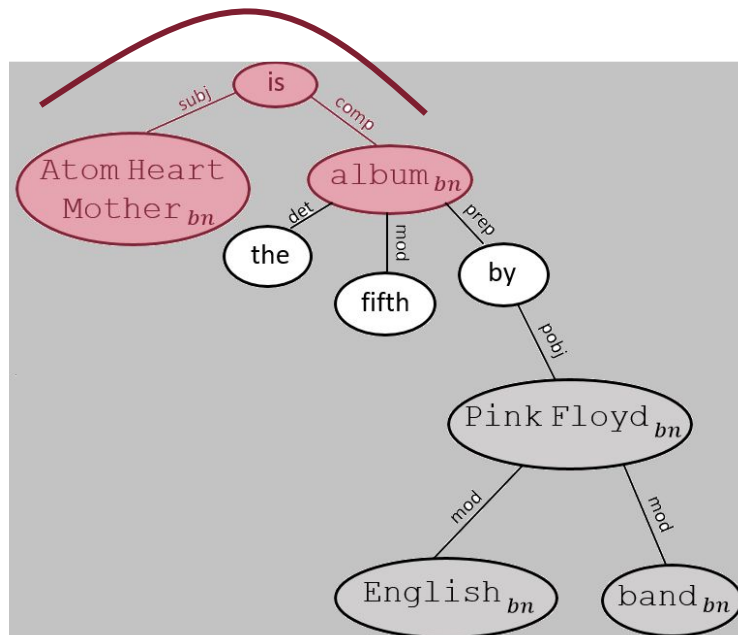 is
subj
comp
Atom Heart
Mother bn
album bn
det
mod
prep
the
fifth
by
pobj
Pink Floyd bn
mod
mod
English bn
band bn